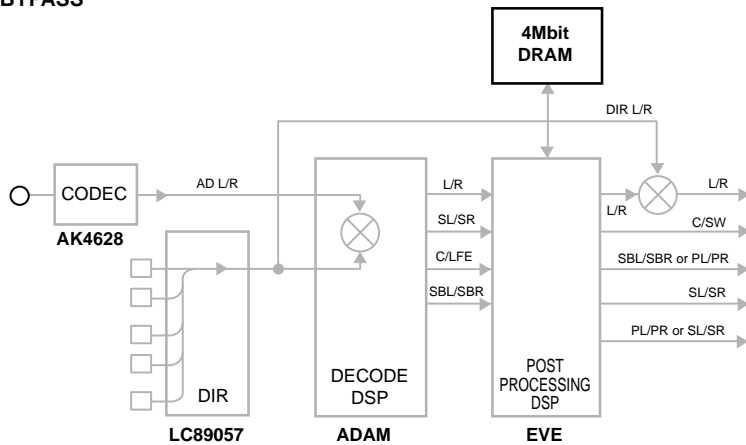 BYPASS
4Mbit
DRAM
DIR L/R
CODEC
AD L/R
L/R
L/R
L/R
AK4628
SL/SR
C/SW
C/LFE
SBL/SBR or PL/PR
SBL/SBR
SL/SR
PL/PR or SL/SR
DIR
DECODE
DSP
POST
PROCESSING
DSP
LC89057
ADAM
EVE